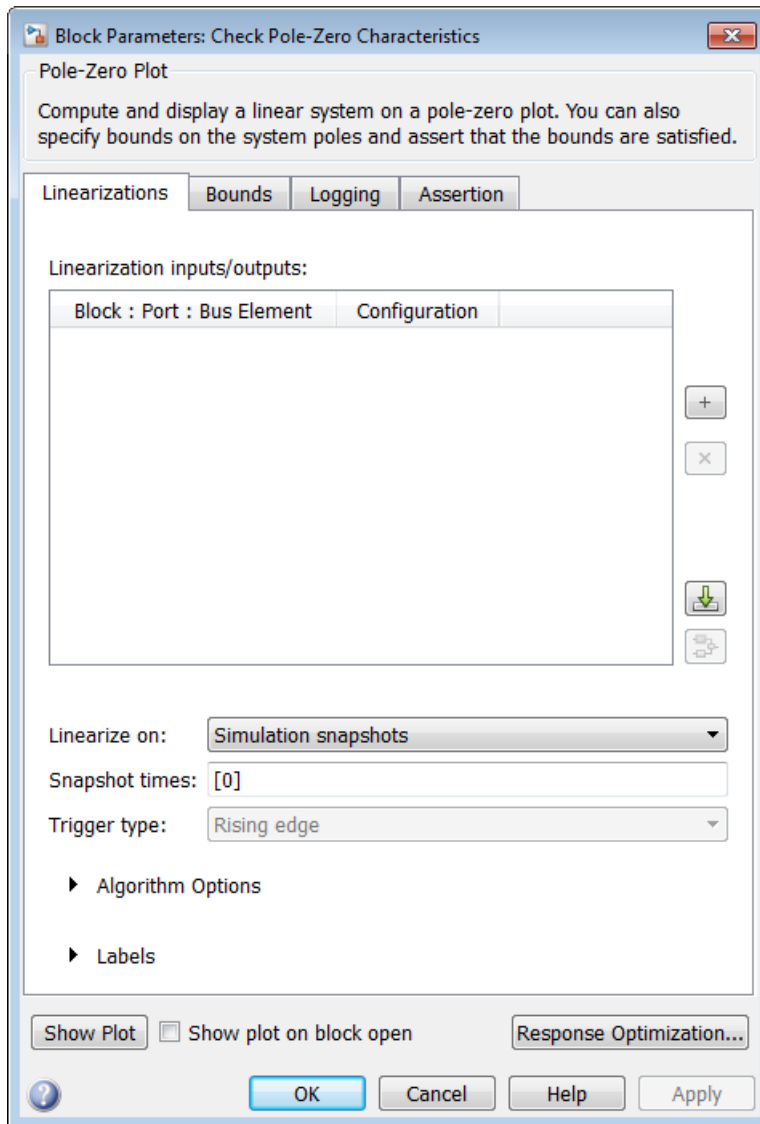 Block Parameters: Check Pole-Zero Characteristics
Pole-Zero Plot
Compute and display a linear system on a pole-zero plot. You can also
specify bounds on the system poles and assert that the bounds are satisfied.
Linearizations Bounds Logging Assertion
Linearization inputs/outputs:
Block : Port : Bus Element Configuration
Linearize on: Simulation snapshots
Snapshot times: [0]
Trigger type: Rising edge
Algorithm Options
Labels
Show Plot Show plot on block open Response Optimization...
OK Cancel Help Apply